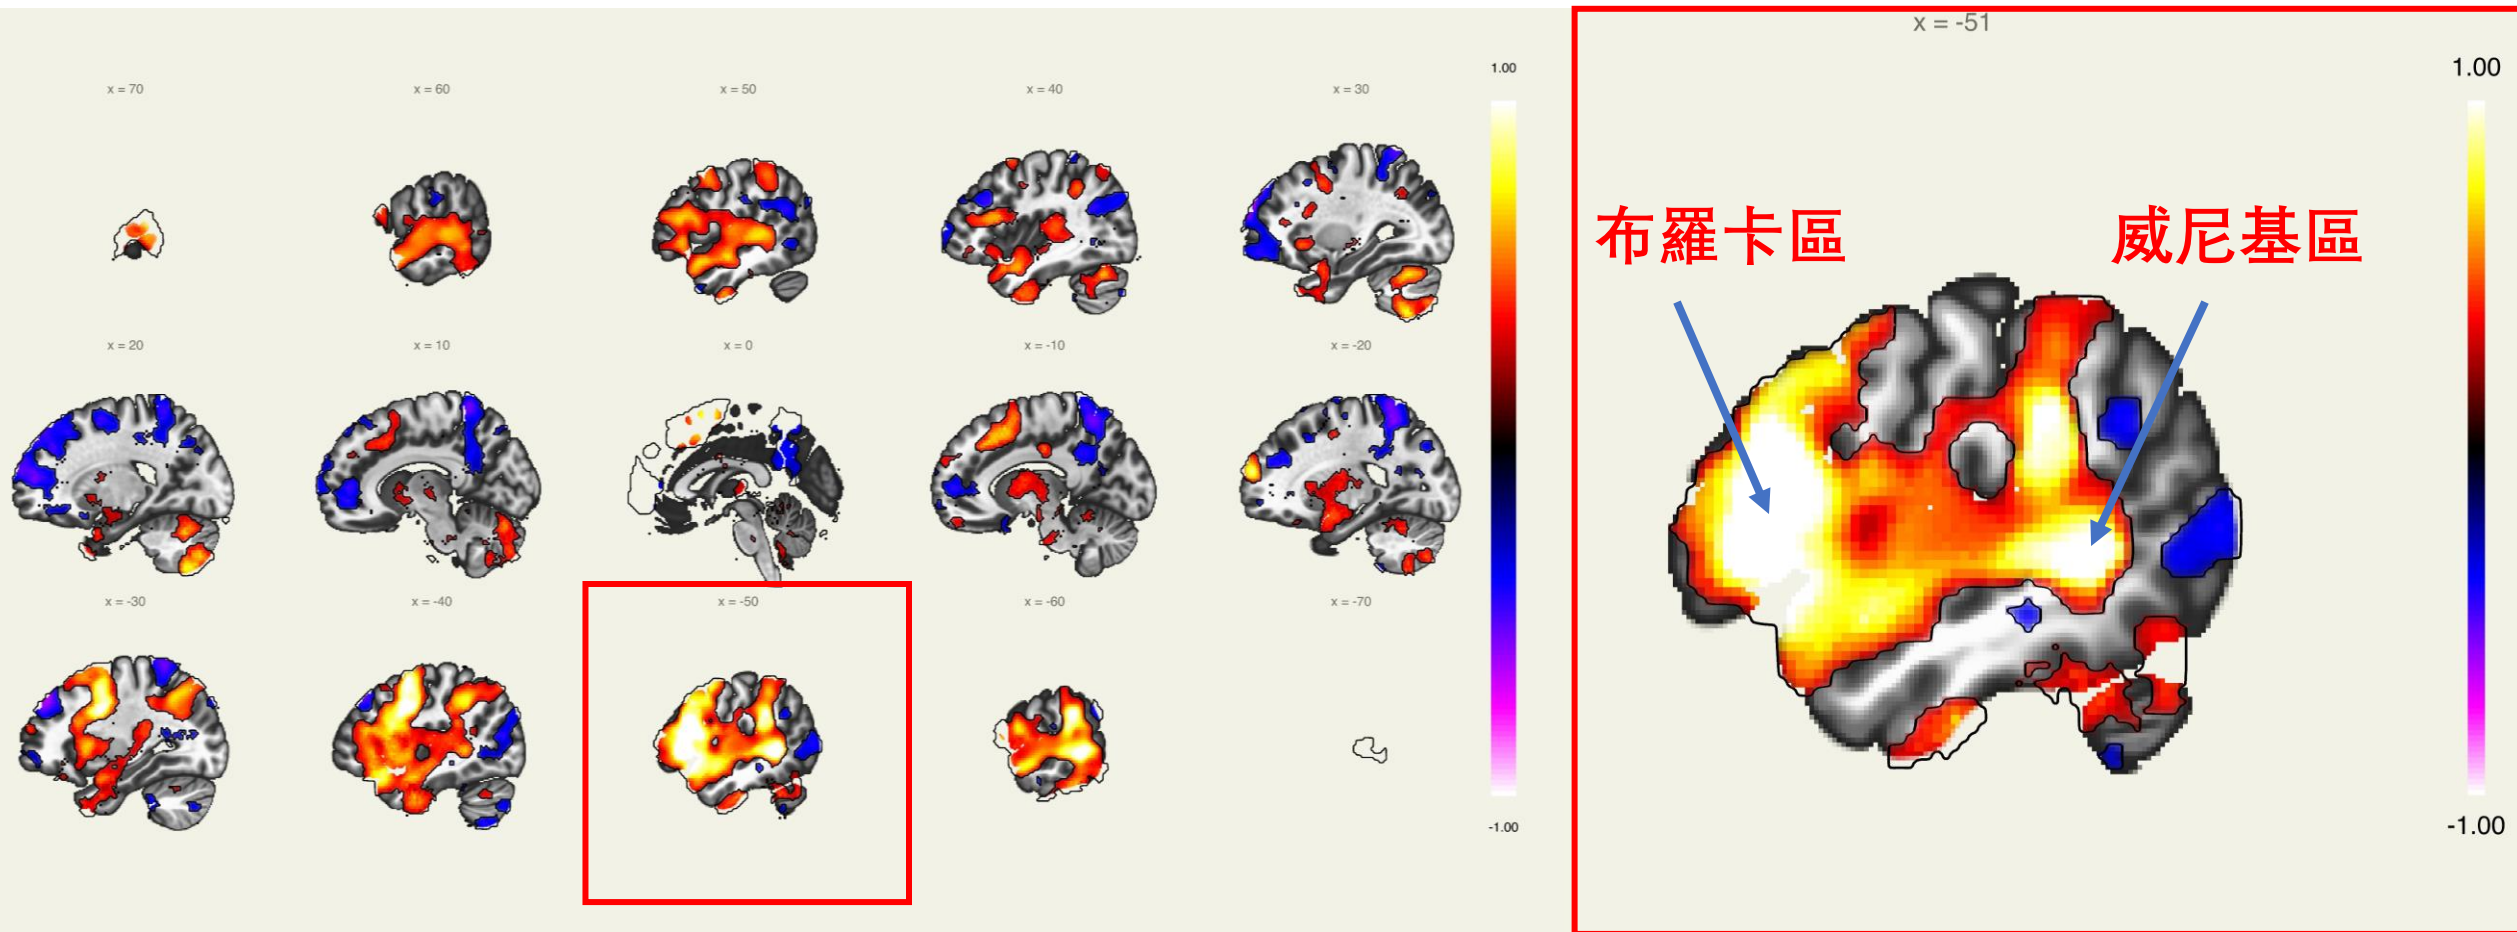 x = 70
x = 60
x = 50
x = 40
x = 30
1.00
x = 20
x = 10
x = 0
x = -10
x = -20
x = -30
x = -40
x = -50
x = -60
x = -70
-1.00
x = -51
1.00
布羅卡區
威尼基區
-1.00